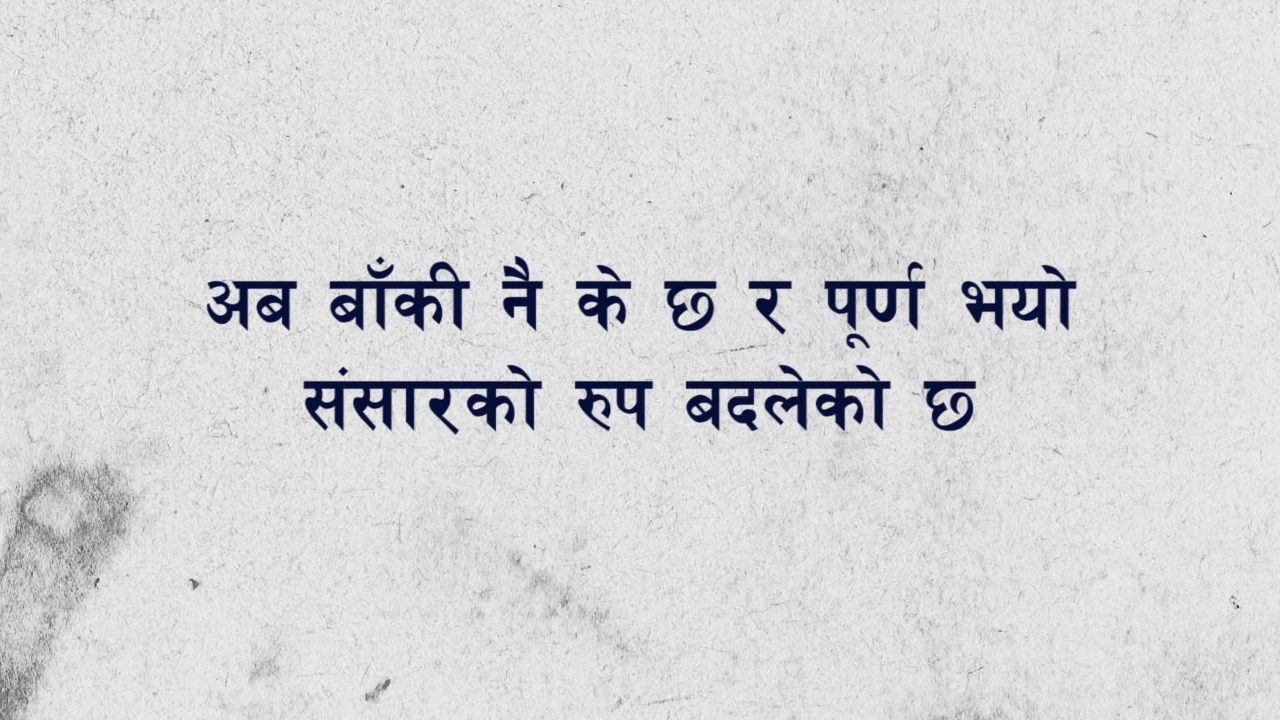 अब बाँकी नै के छ र पूर्ण भयो
संसारको रुप बदलेको छ